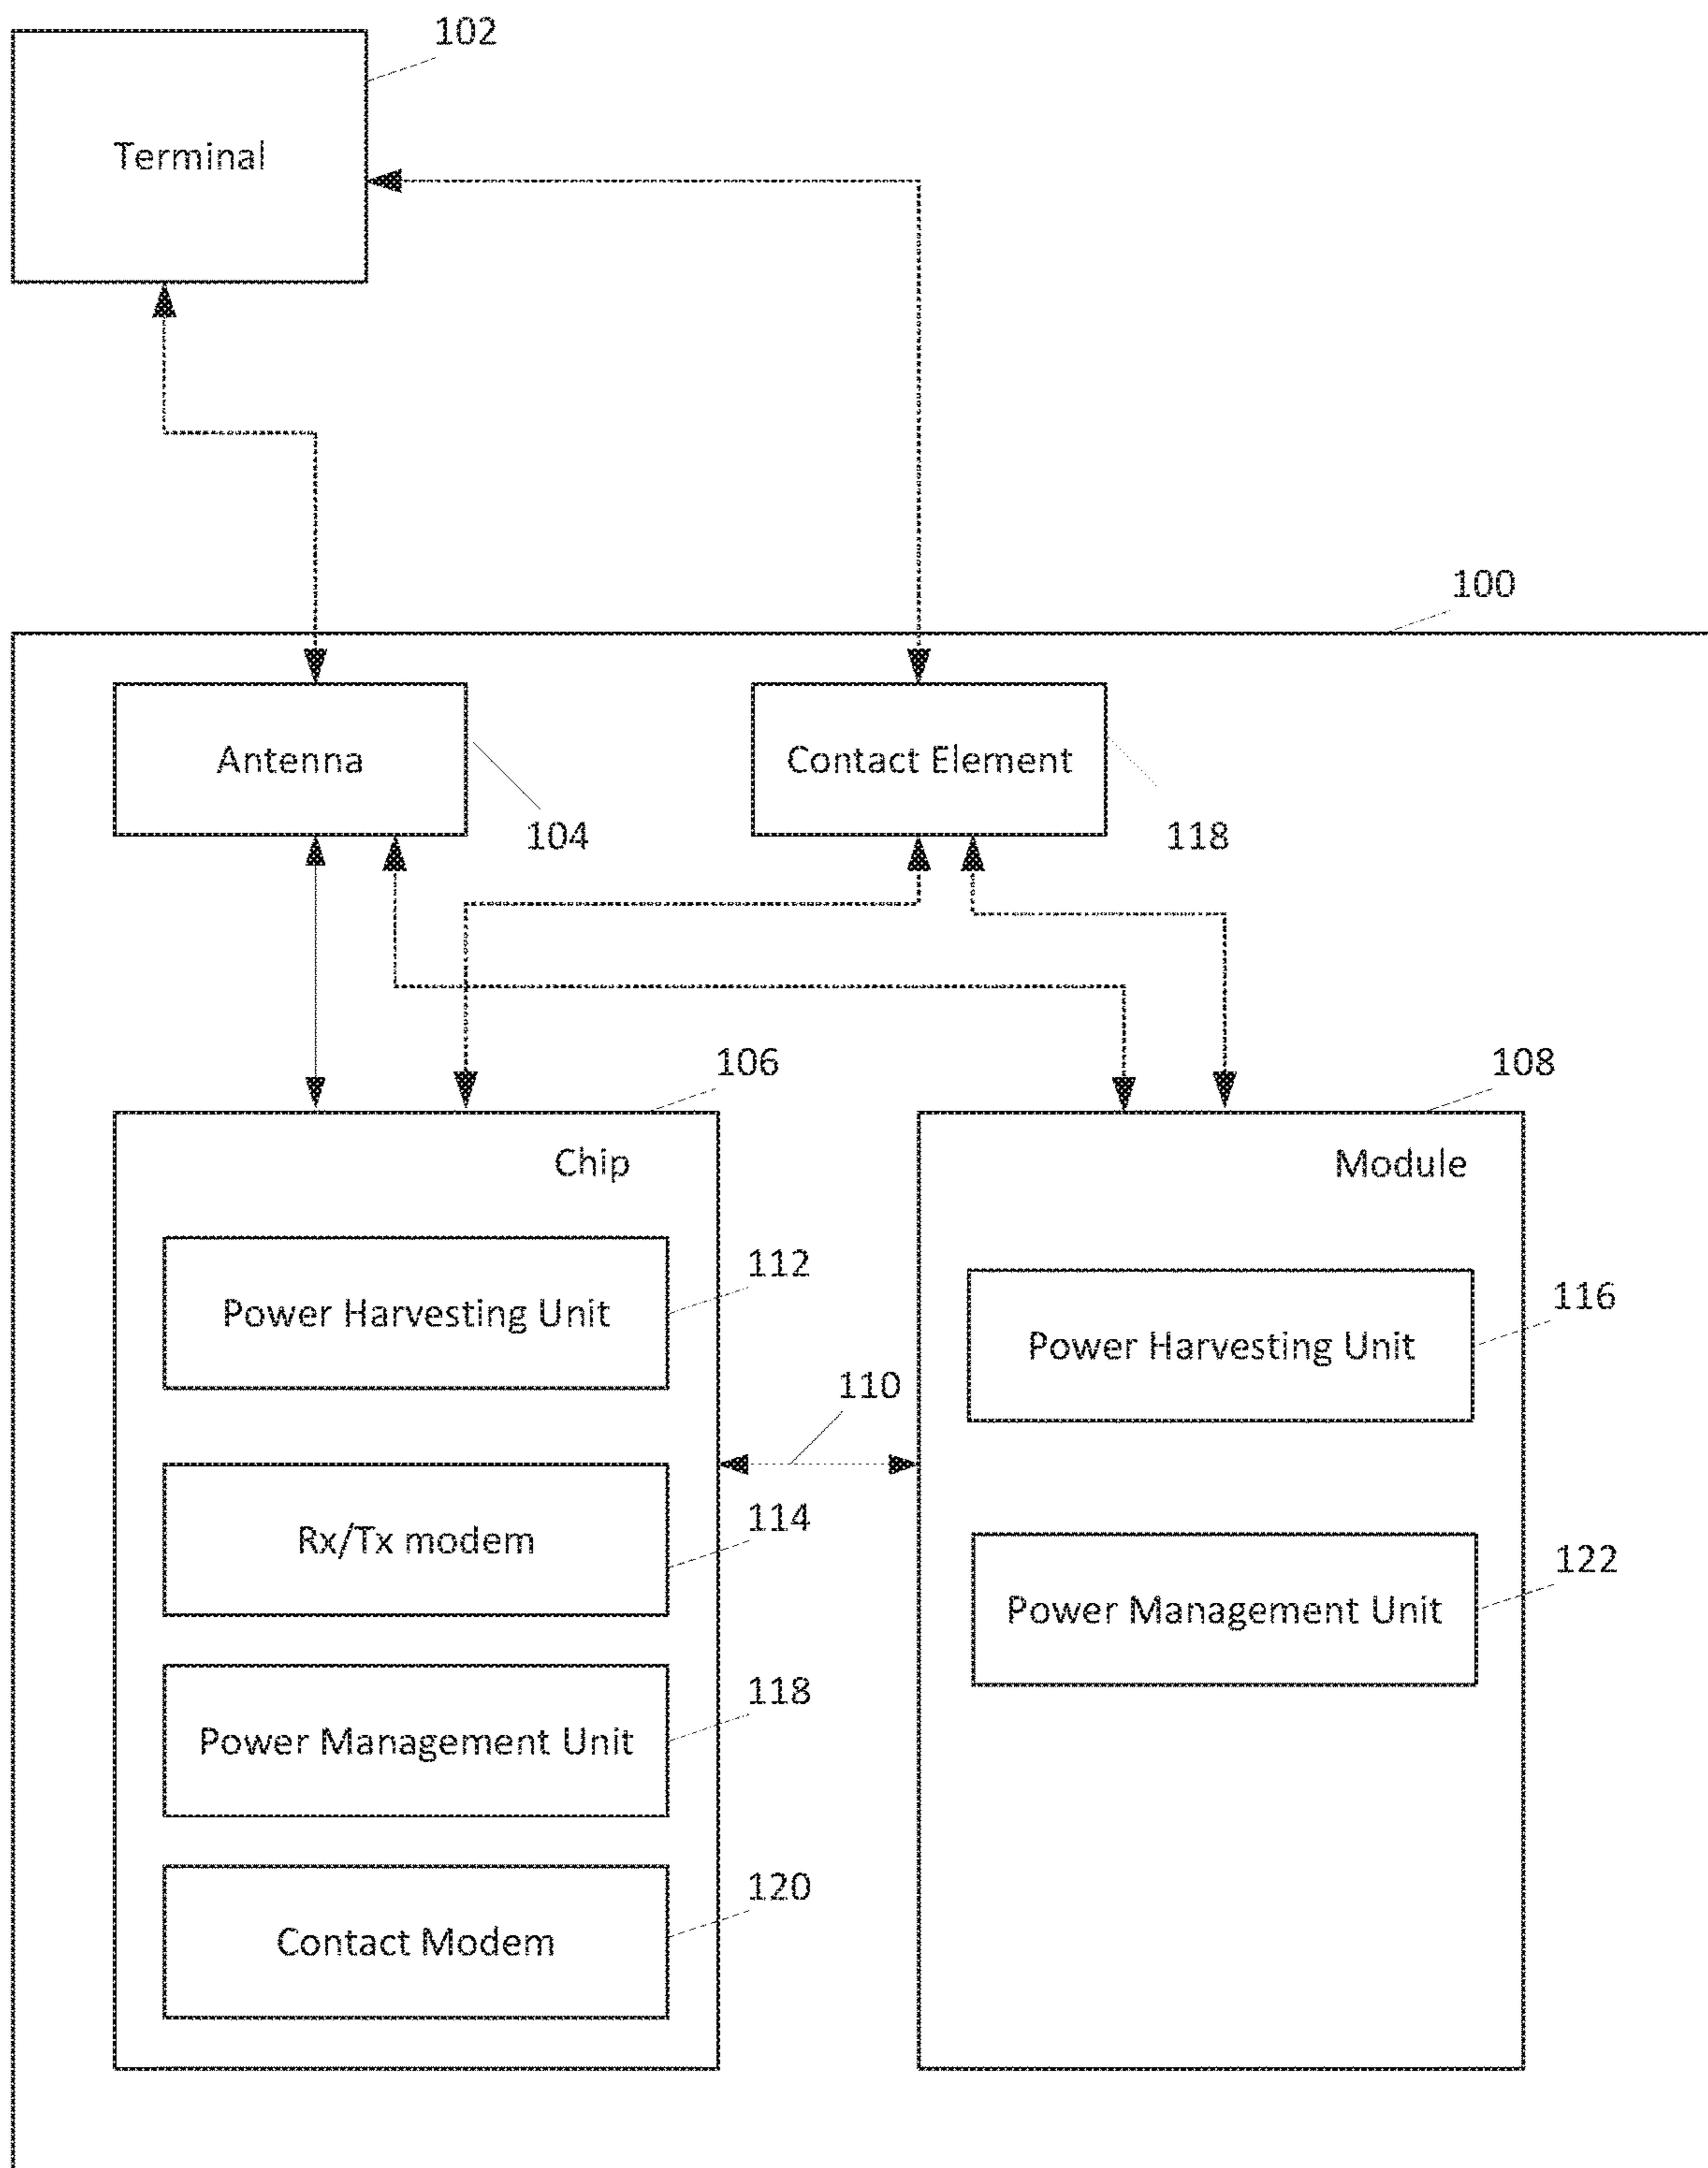 102
Terminal
100
Antenna
Contact Element
104
118
106
108
Chip
Module
112
Power Harvesting Unit
116
Power Harvesting Unit
110
114
Rx/Tx modem
122
Power Management Unit
118
Power Management Unit
120
Contact Modem